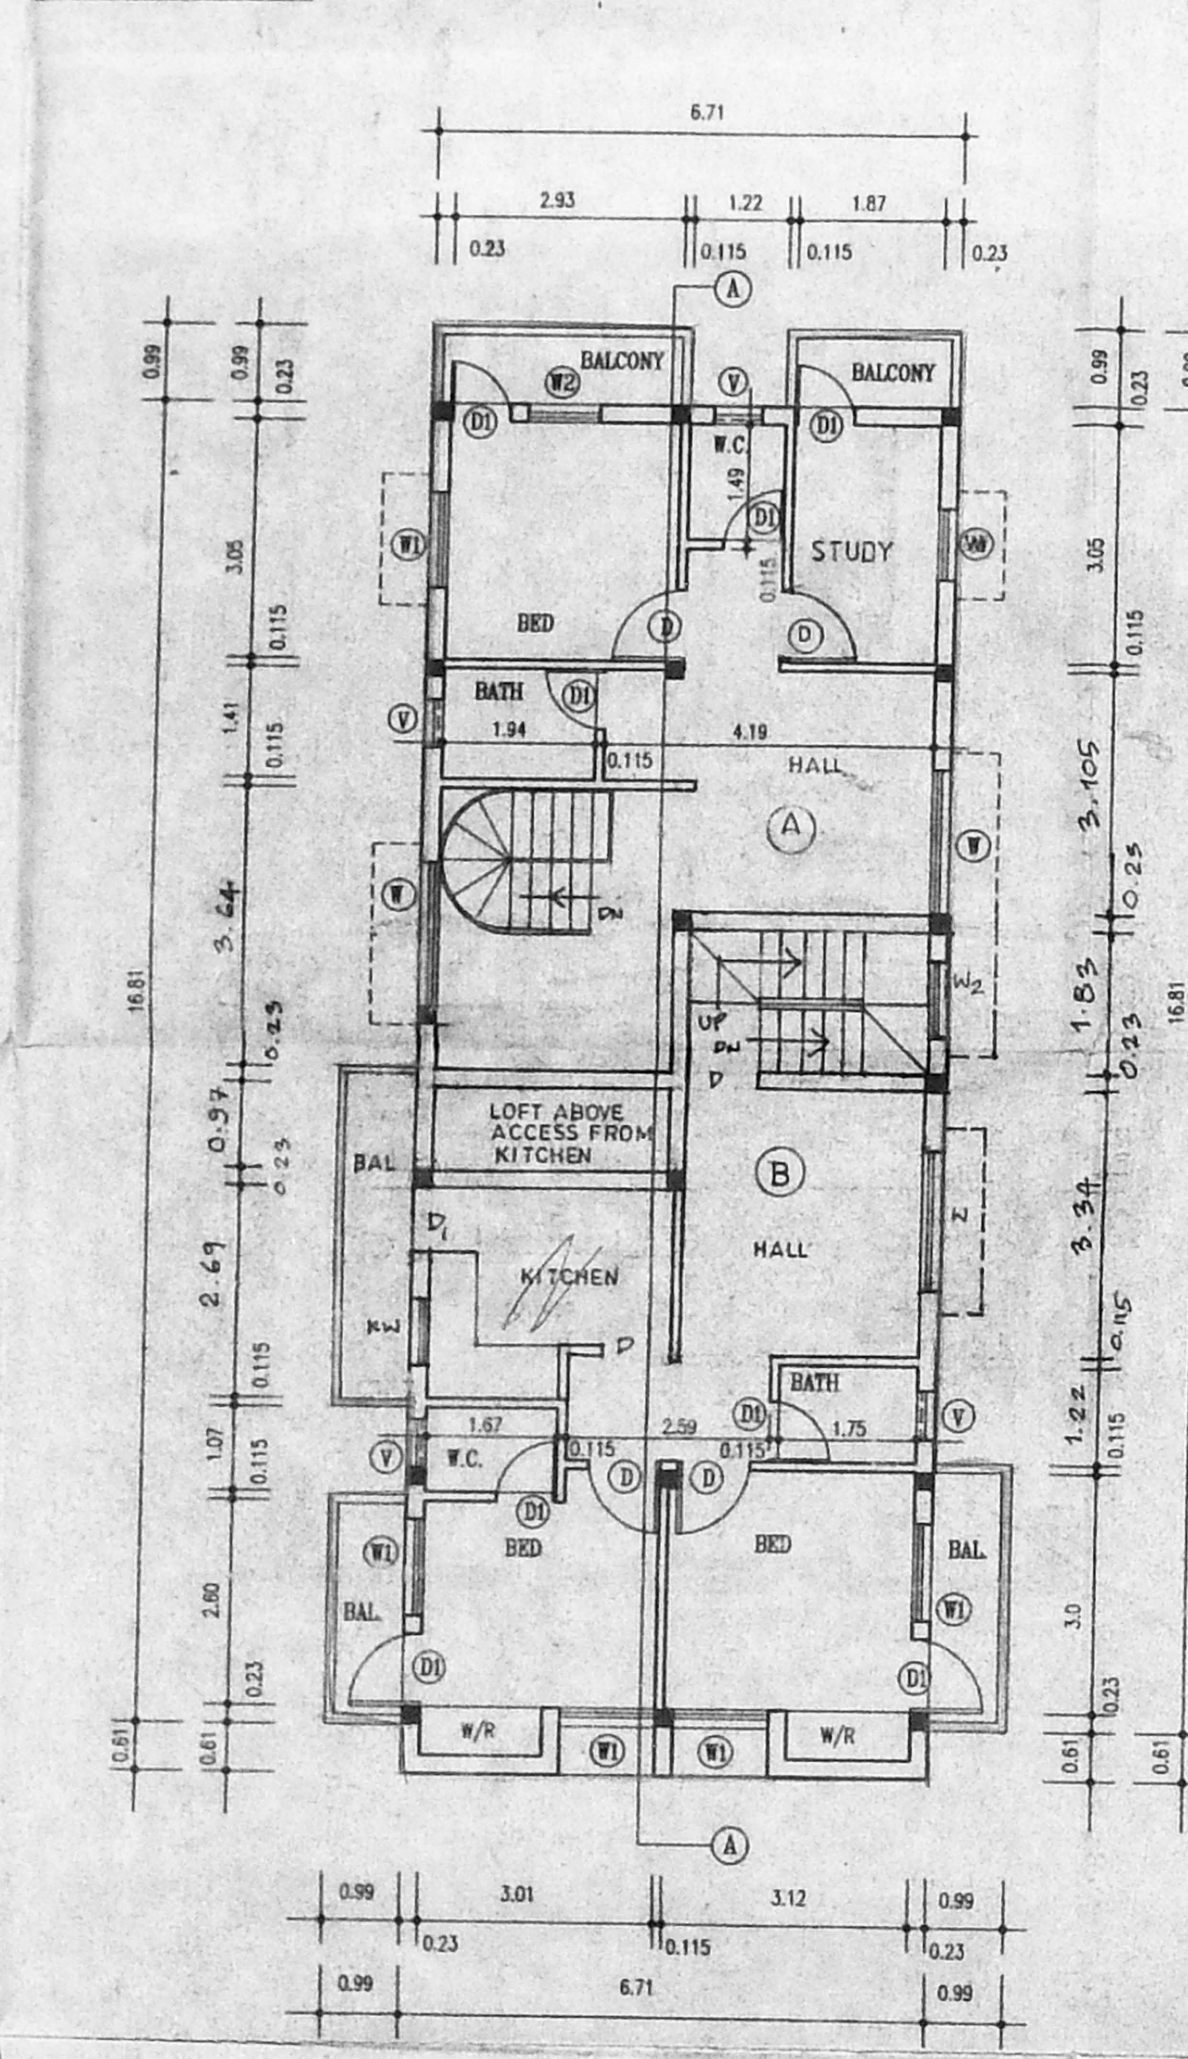 6.71
2.93 1.22 1.87
0.23 0.115 0.115 0.23
A
0.99 0.99 0.23
BALCONY BALCONY
0.99 0.23
W2 V
D1 W.C. D1
1.49
W1 D1 STUDY
3.05 3.05
0.115
BED D D
0.115 0.115
BATH D1
V 1.94 4.19
1.41 0.115 0.115
HALL
3.105
A
W W
0.23
3.64 DN
W2
1.83
16.81 16.81
UP
DN
0.23 0.23
D
LOFT ABOVE
ACCESS FROM
KITCHEN
0.97
BAL B
0.23
D1
3.34
HALL
KITCHEN
2.69
KW
D
0.115 0.115
BATH
D1 V
1.67 2.59 1.75
1.22
1.07 V W.C. 0.115 0.115 0.115
0.115
D D
D1
BED BED BAL
W1
2.60 BAL. W1 3.0
D1 D1
0.23 0.23
W/R W/R
0.61 0.61 W1 W1 0.61 0.61
A
0.99 3.01 3.12 0.99
0.23 0.115 0.23
0.99 6.71 0.99